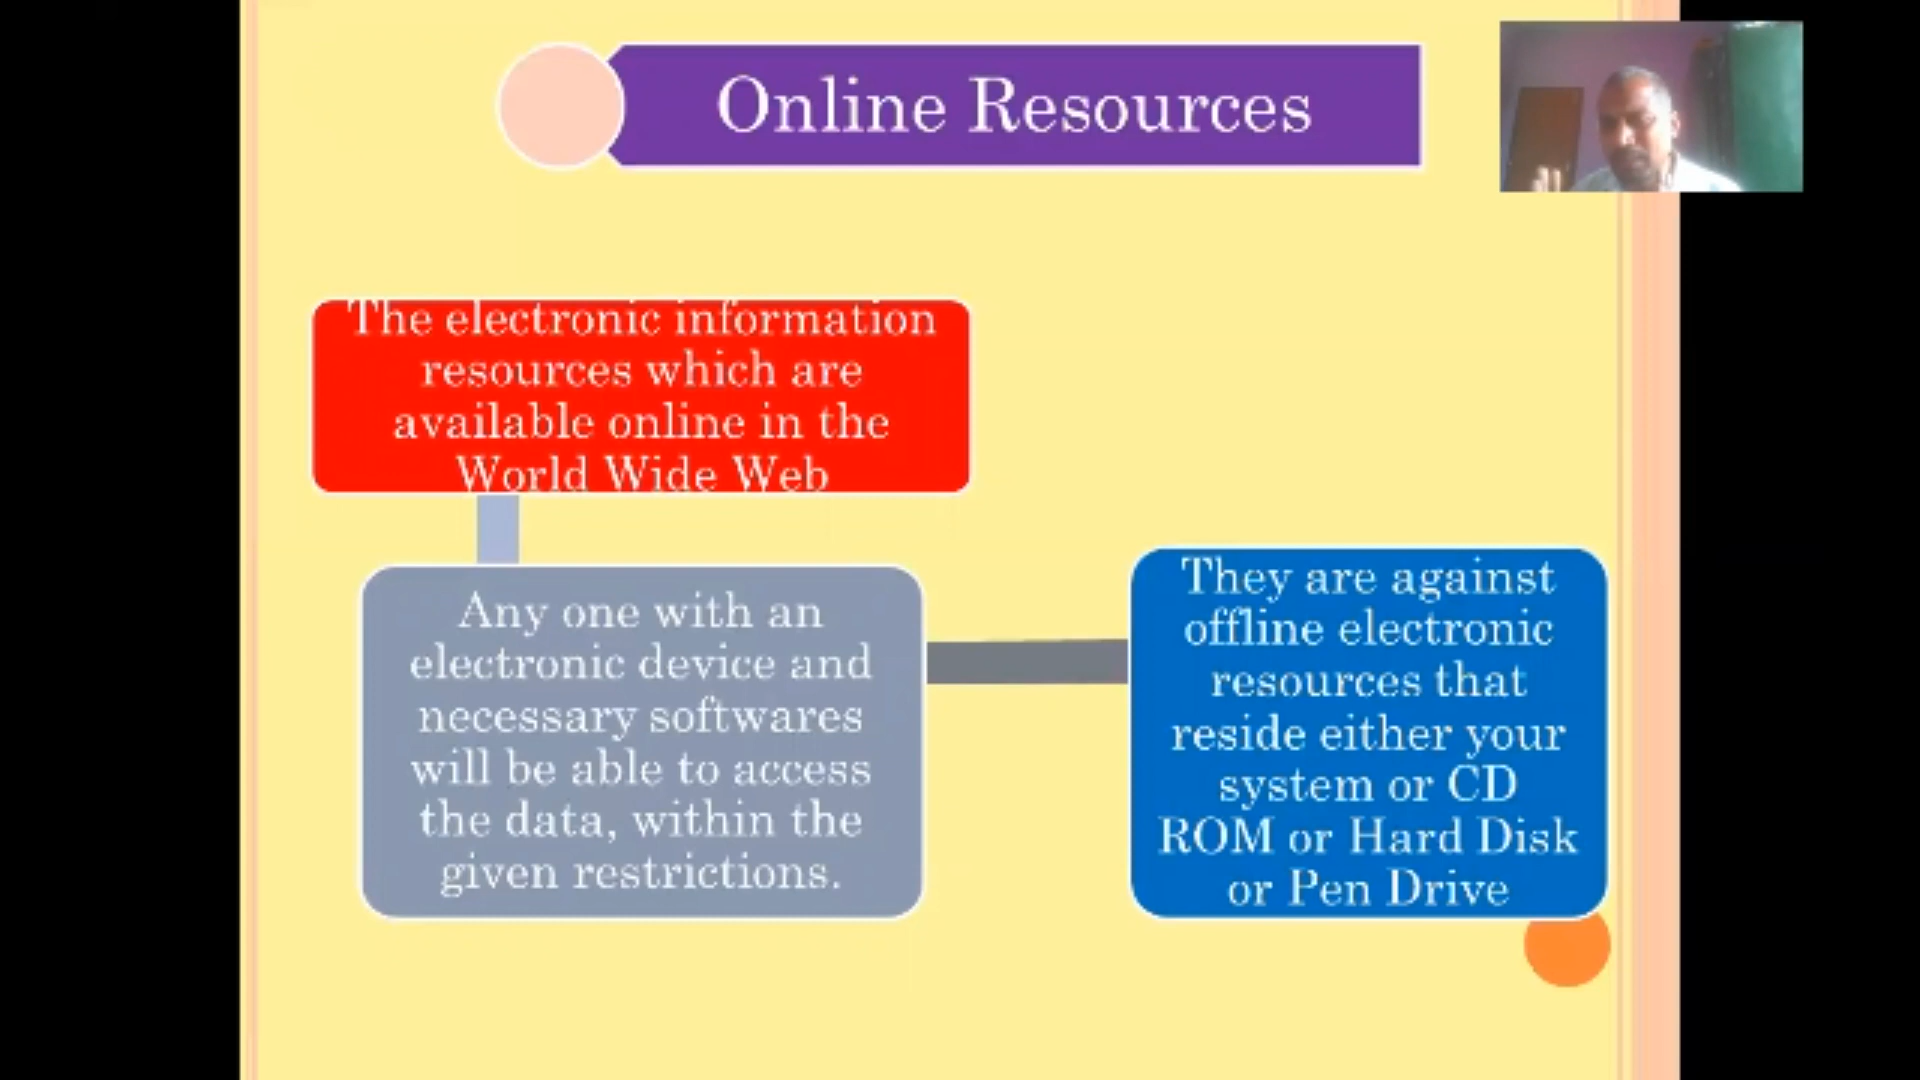 Online Resources
The electronic information
resources which are
available online in the
World Wide Web
Any one with an
electronic device and
necessary softwares
will be able to access
the data, within the
given restrictions.
They are against
offline electronic
resources that
reside either your
system or CD
ROM or Hard Disk
or Pen Drive